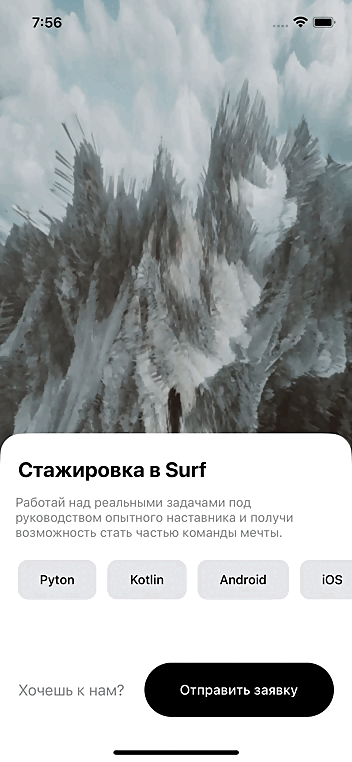 7:56
Стажировка в Surf
Работай над реальными задачами под
руководством опытного наставника и получи
возможность стать частью команды мечты.
Pyton Kotlin Android iOS
Хочешь к нам? Отправить заявку